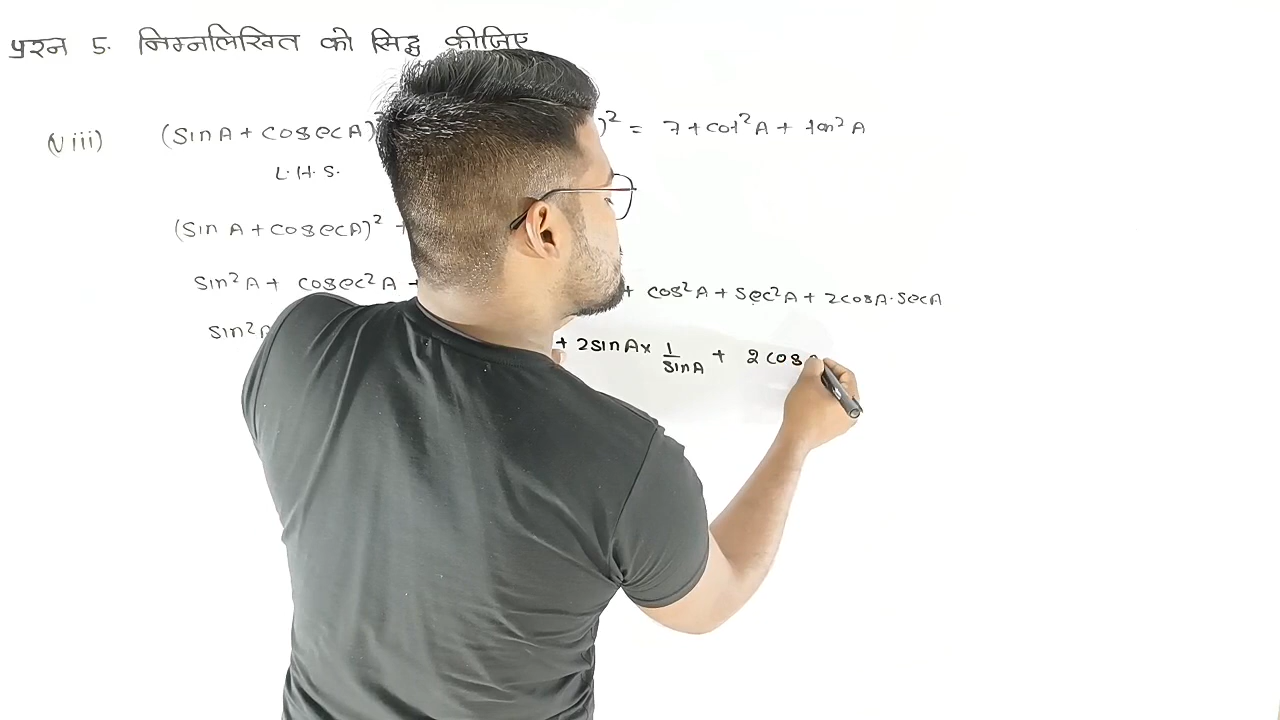 प्रश्न 5. निम्नलिखित को सिद्ध कीजिए
(viii) (sinA + cosecA) )² = 7 + cot²A + tan²A
L.H.S.
(sin A + cosecA)² +
sin²A + cosec²A + + cos²A + sec²A + 2cosA·secA
sin²A + 2sinA× 1/sinA + 2cos